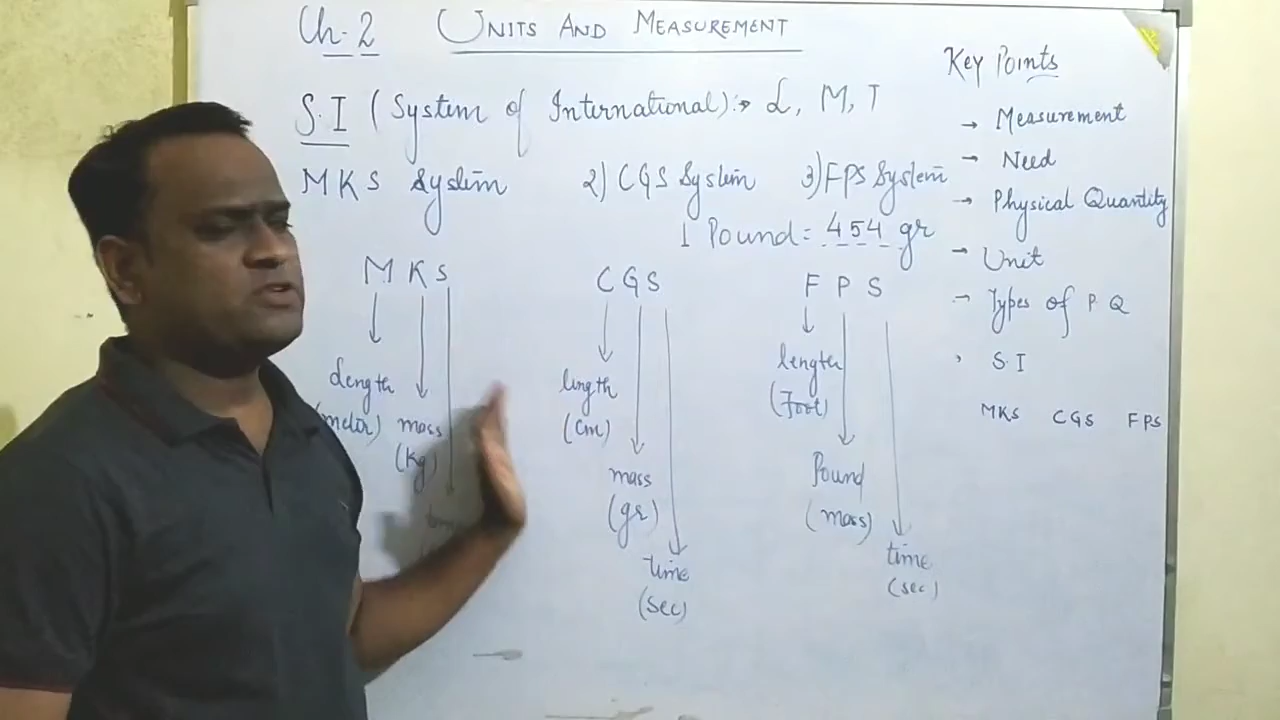 Ch-2 UNITS AND MEASUREMENT
S.I (System of International):→ L, M, T
MKS System 2) CGS System 3) FPS System
1 Pound = 454 gr
M K S
C G S
F P S
Length
(meter)
mass
(kg)
length
(cm)
mass
(gr)
time
(sec)
length
(Foot)
Pound
(mass)
time
(sec)
Key Points
→ Measurement
→ Need
→ Physical Quantity
→ Unit
→ Types of P Q
S.I
MKS CGS FPS